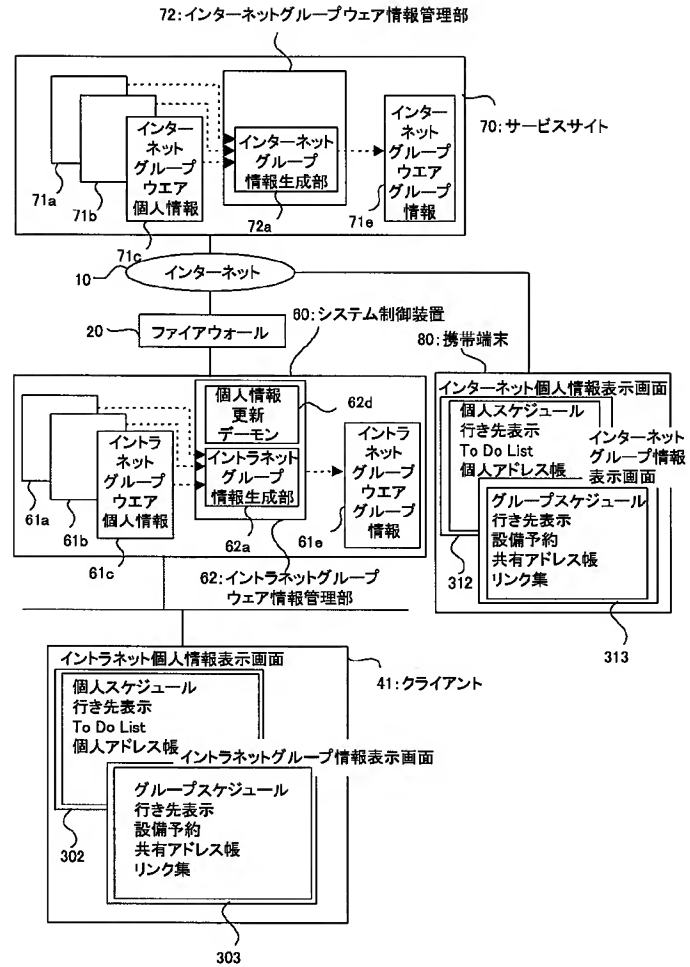 72:インターネットグループウェア情報管理部
70:サービスサイト
71a
71b
インター
ネット
グループ
ウエア
個人情報
71c
インターネット
グループ
情報生成部
72a
インター
ネット
グループ
ウエア
グループ
情報
71e
10
インターネット
20
ファイアウォール
60:システム制御装置
80:携帯端末
61a
61b
イントラ
ネット
グループ
ウエア
個人情報
61c
個人情報
更新
デーモン
62d
イントラネット
グループ
情報生成部
62a
イントラ
ネット
グループ
ウエア
グループ
情報
61e
62:イントラネットグループ
ウェア情報管理部
インターネット個人情報表示画面
個人スケジュール
行き先表示
To Do List
個人アドレス帳
インターネット
グループ情報
表示画面
グループスケジュール
行き先表示
設備予約
共有アドレス帳
リンク集
312
313
イントラネット個人情報表示画面
41:クライアント
個人スケジュール
行き先表示
To Do List
個人アドレス帳
イントラネットグループ情報表示画面
グループスケジュール
行き先表示
設備予約
共有アドレス帳
リンク集
302
303